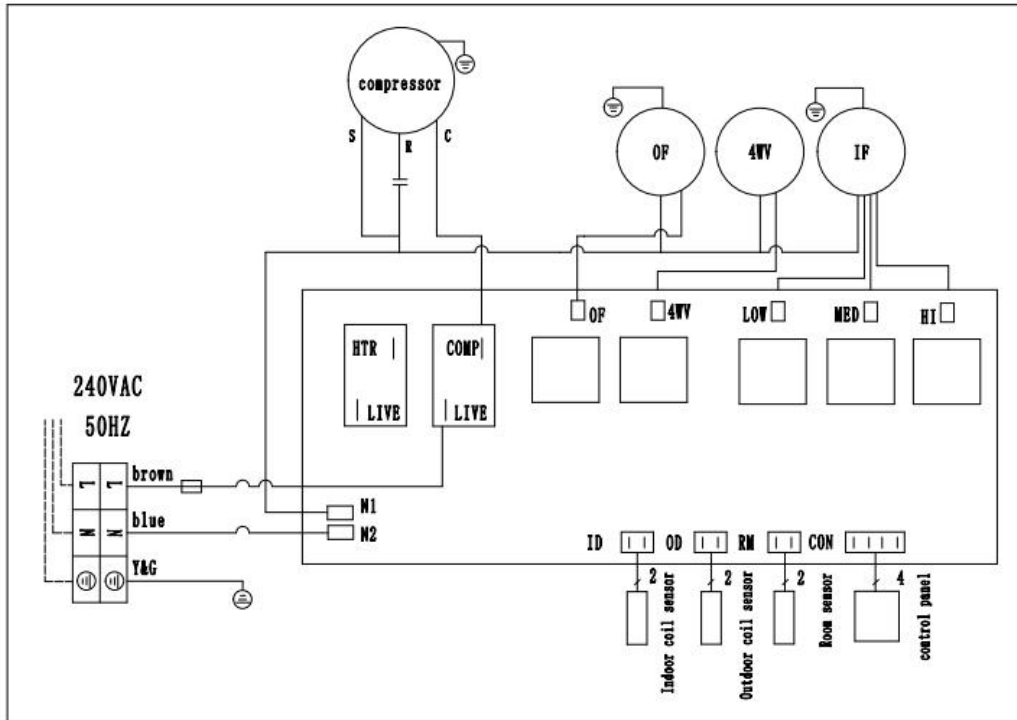 compressor
S
R
C
OF
4WV
IF
OF
4WV
LOW
MED
HI
HTR
COMP
LIVE
LIVE
240VAC
50HZ
L
L
brown
N
N
blue
Y&G
N1
N2
ID
OD
RM
CON
2
2
2
4
Indoor coil sensor
Outdoor coil sensor
Room sensor
control panel